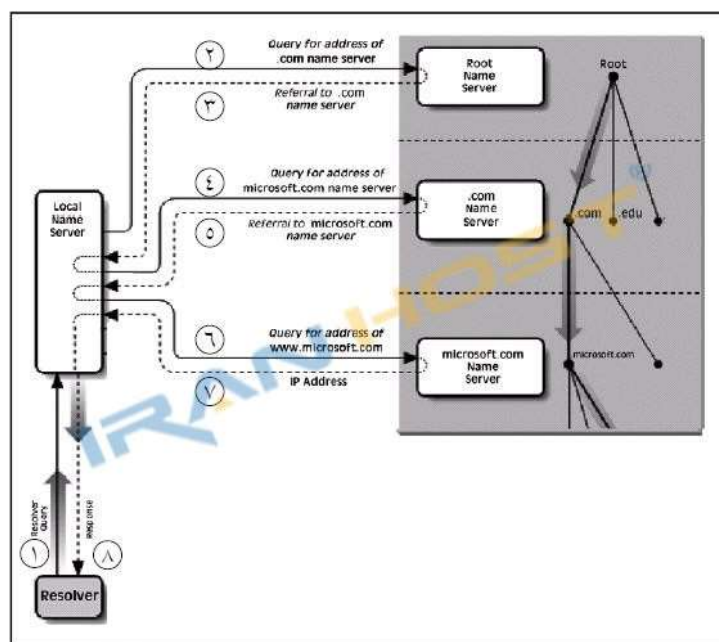 ٢
Query for address of
.com name server
٣
Referral to .com
name server
Root
Name
Server
Root
٤
Query for address of
microsoft.com name server
٥
Referral to microsoft.com
name server
Local
Name
Server
.com
Name
Server
.com
.edu
٦
Query for address of
www.microsoft.com
٧
IP Address
microsoft.com
Name
Server
microsoft.com
IRANHOST
١
Resolver
Query
Response
٨
Resolver